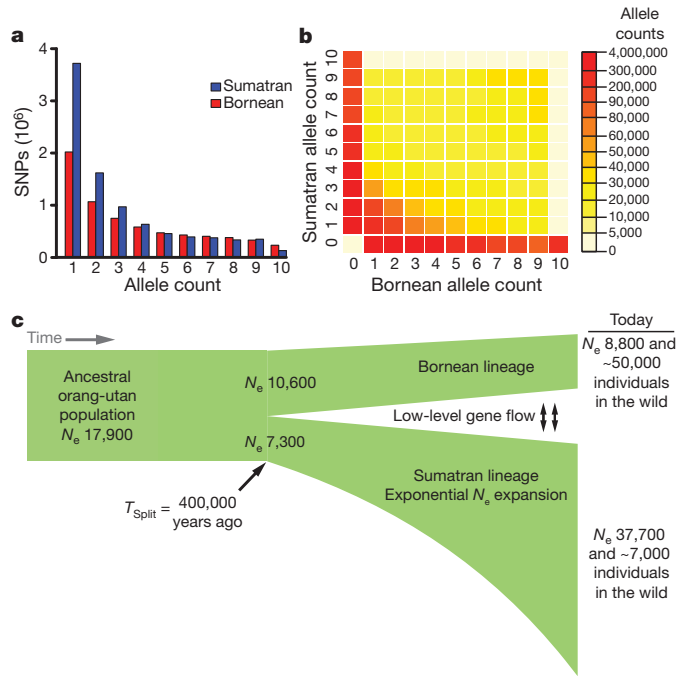 a
4
3
2
1
0
SNPs (10⁶)
Sumatran
Bornean
1 2 3 4 5 6 7 8 9 10
Allele count
b
Sumatran allele count
10
9
8
7
6
5
4
3
2
1
0
0 1 2 3 4 5 6 7 8 9 10
Bornean allele count
Allele
counts
4,000,000
300,000
200,000
90,000
80,000
60,000
50,000
40,000
30,000
20,000
10,000
5,000
0
c
Time
Ancestral
orang-utan
population
Nₑ 17,900
Nₑ 10,600
Nₑ 7,300
T_Split = 400,000
years ago
Bornean lineage
Low-level gene flow
Sumatran lineage
Exponential Nₑ expansion
Today
Nₑ 8,800 and
~50,000
individuals
in the wild
Nₑ 37,700
and ~7,000
individuals
in the wild